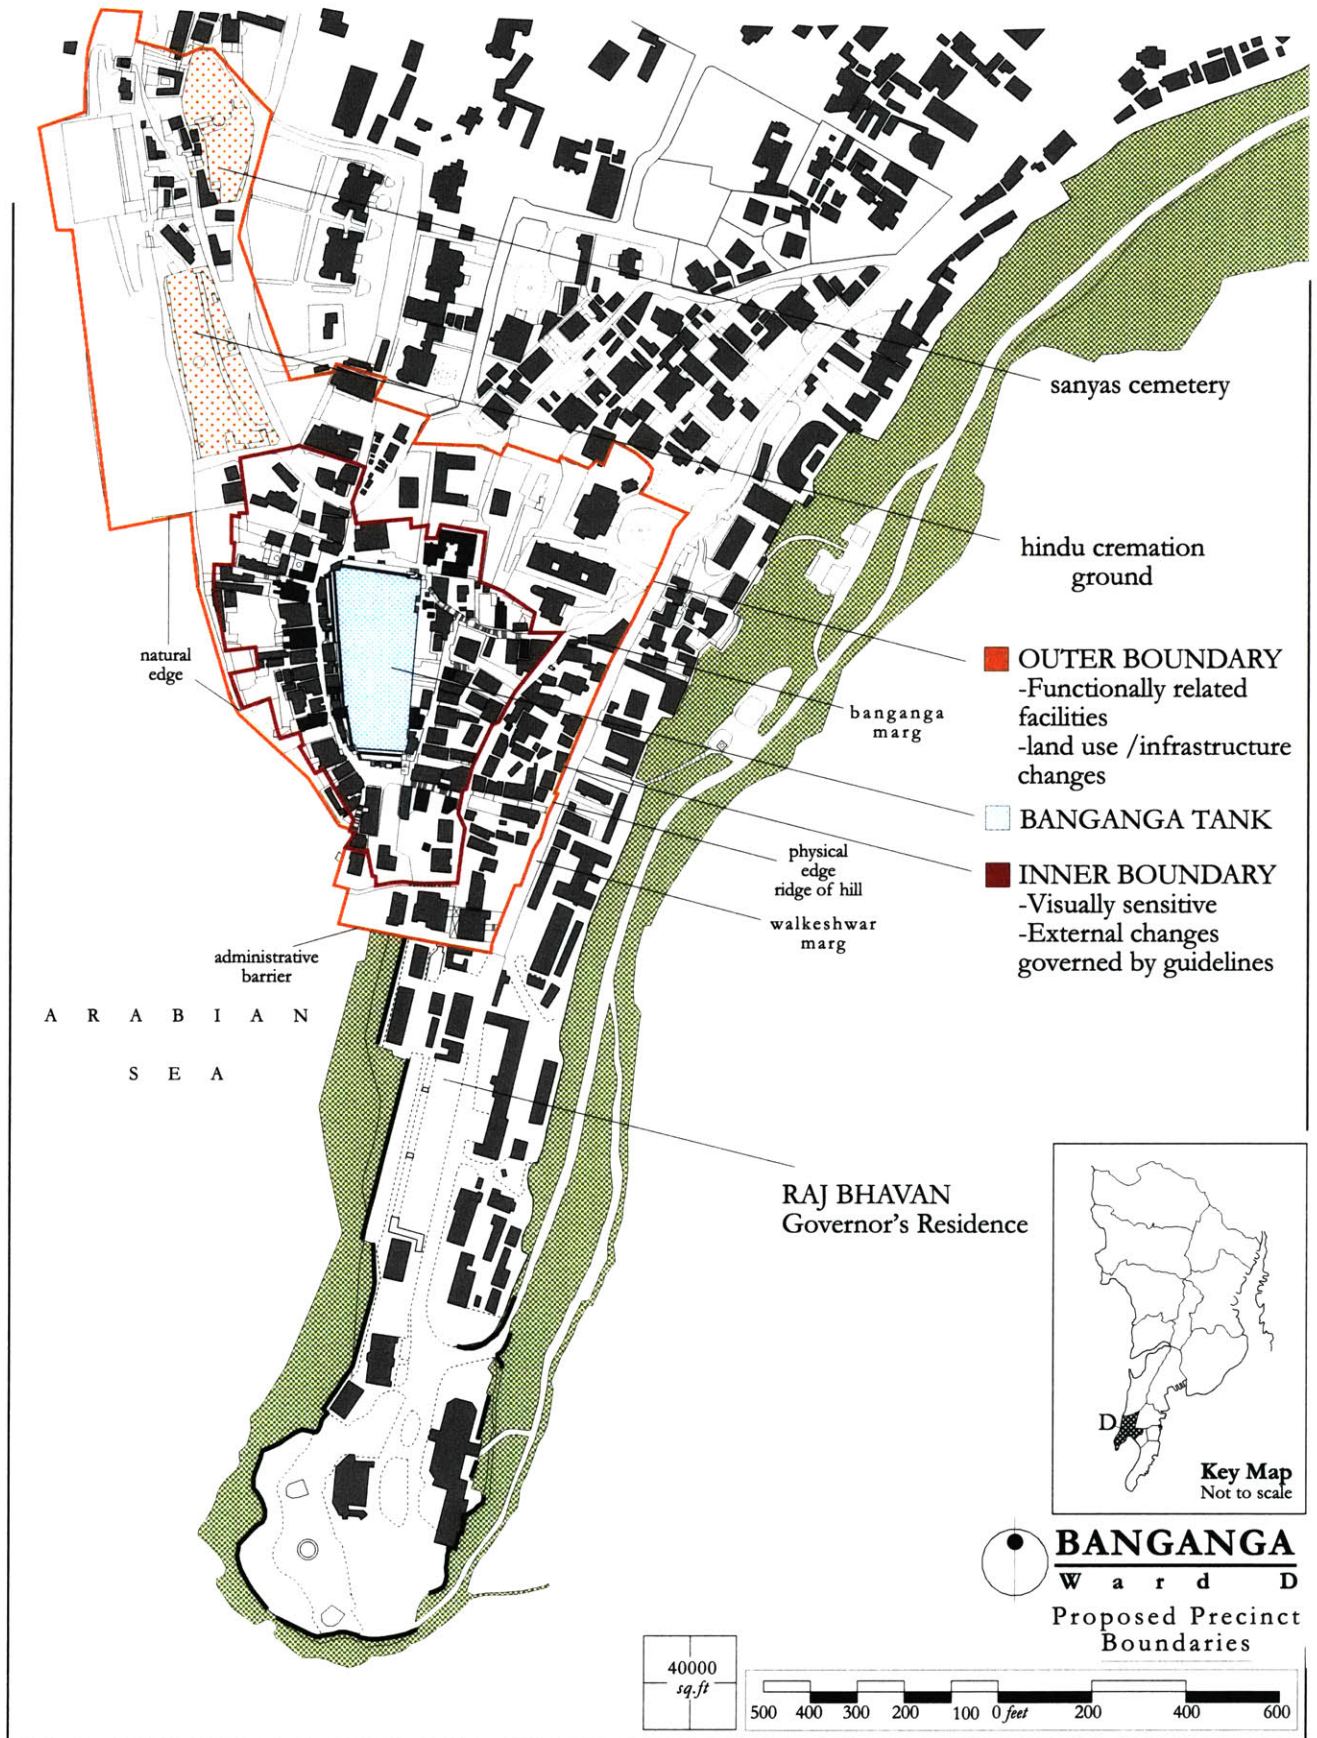 sanyas cemetery
hindu cremation
ground
natural
edge
OUTER BOUNDARY
-Functionally related
facilities
-land use /infrastructure
changes
banganga
marg
BANGANGA TANK
physical
edge
ridge of hill
INNER BOUNDARY
-Visually sensitive
-External changes
governed by guidelines
walkeshwar
marg
administrative
barrier
ARABIAN
SEA
RAJ BHAVAN
Governor's Residence
D
Key Map
Not to scale
BANGANGA
Ward D
Proposed Precinct
Boundaries
40000
sq.ft
500 400 300 200 100 0 feet 200 400 600